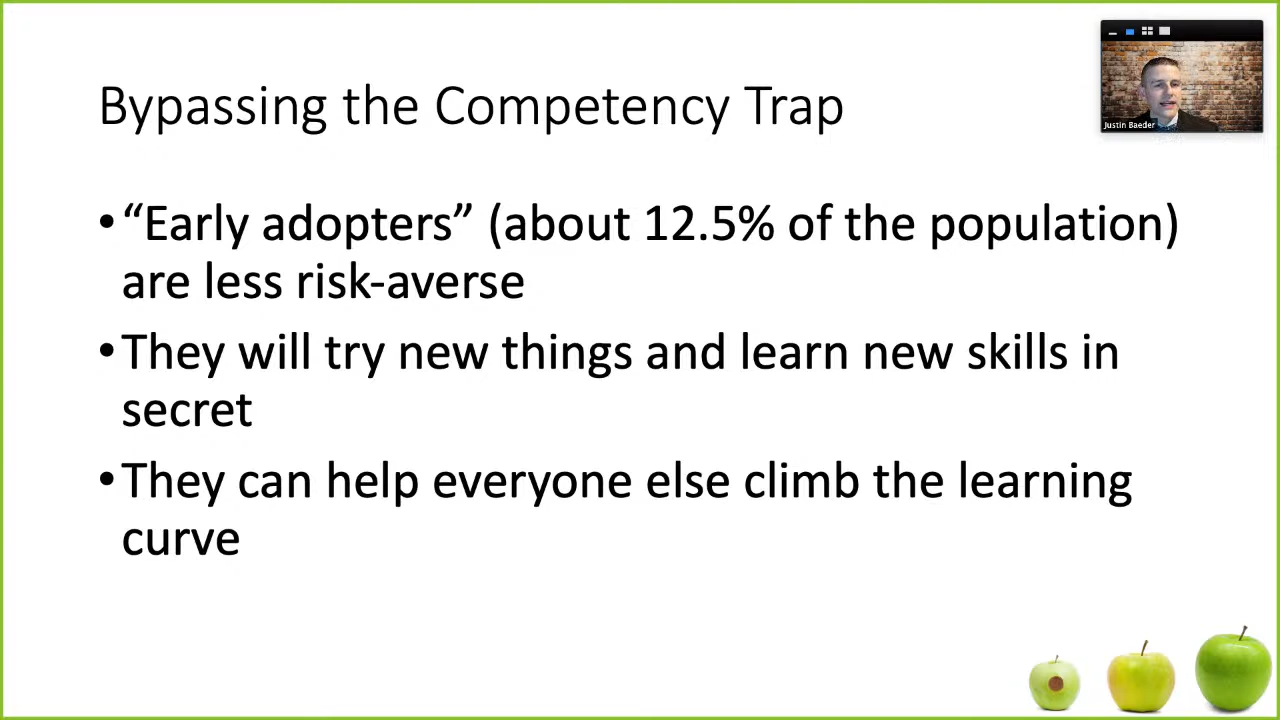 Bypassing the Competency Trap
Justin Baeder
• “Early adopters” (about 12.5% of the population)
are less risk-averse
• They will try new things and learn new skills in
secret
• They can help everyone else climb the learning
curve